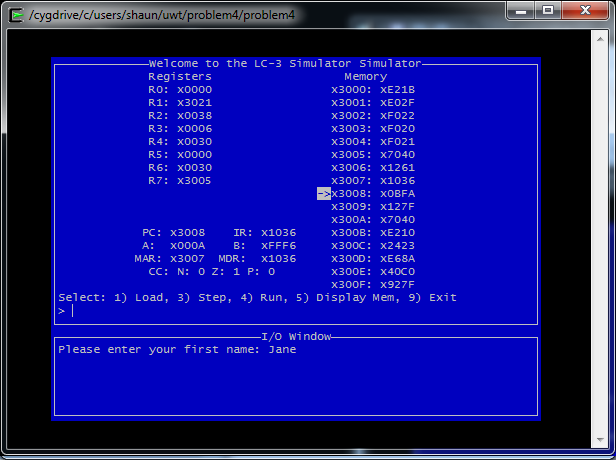 /cygdrive/c/users/shaun/uwt/problem4/problem4
Welcome to the LC-3 Simulator Simulator
Registers Memory
R0: x0000 x3000: xE21B
R1: x3021 x3001: xE02F
R2: x0038 x3002: xF022
R3: x0006 x3003: xF020
R4: x0030 x3004: xF021
R5: x0000 x3005: x7040
R6: x0030 x3006: x1261
R7: x3005 x3007: x1036
->x3008: x0BFA
x3009: x127F
x300A: x7040
PC: x3008 IR: x1036 x300B: xE210
A: x000A B: xFFF6 x300C: x2423
MAR: x3007 MDR: x1036 x300D: xE68A
CC: N: 0 Z: 1 P: 0 x300E: x40C0
x300F: x927F
Select: 1) Load, 3) Step, 4) Run, 5) Display Mem, 9) Exit
>
I/O Window
Please enter your first name: Jane